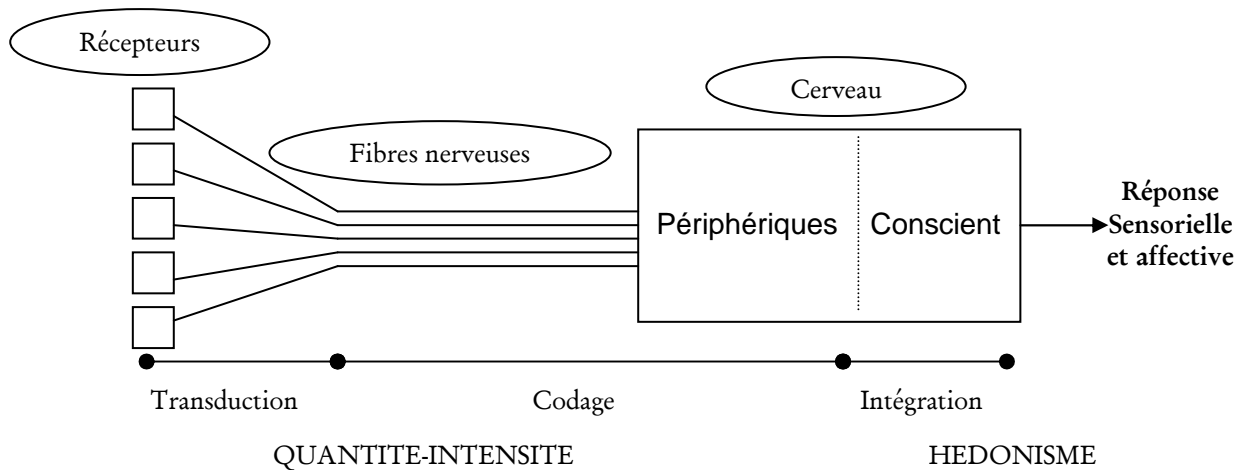 Récepteurs
Cerveau
Fibres nerveuses
Périphériques
Conscient
Réponse
Sensorielle
et affective
Transduction
Codage
Intégration
QUANTITE-INTENSITE
HEDONISME